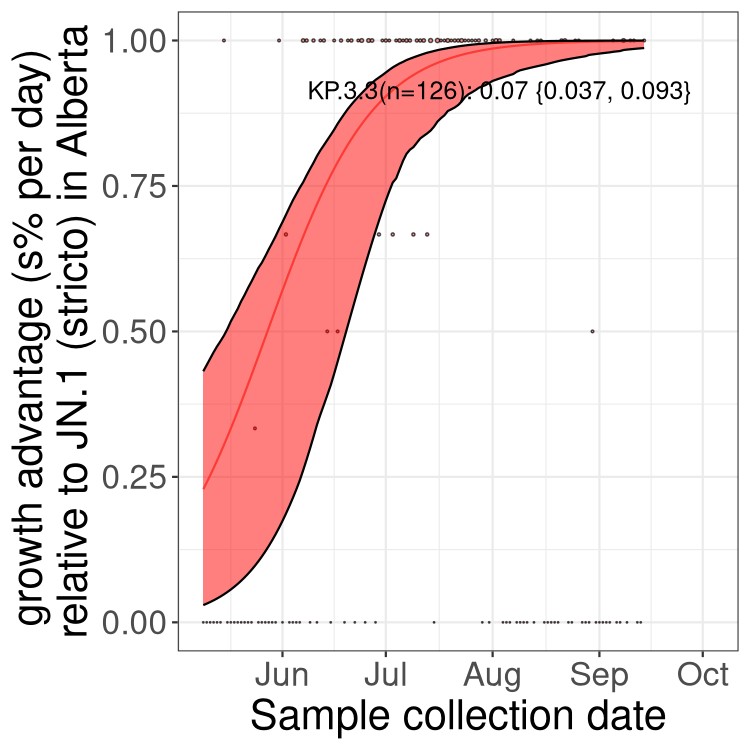 growth advantage (s% per day)
relative to JN.1 (stricto) in Alberta
1.00
0.75
0.50
0.25
0.00
KP.3.3(n=126): 0.07 {0.037, 0.093}
Jun Jul Aug Sep Oct
Sample collection date